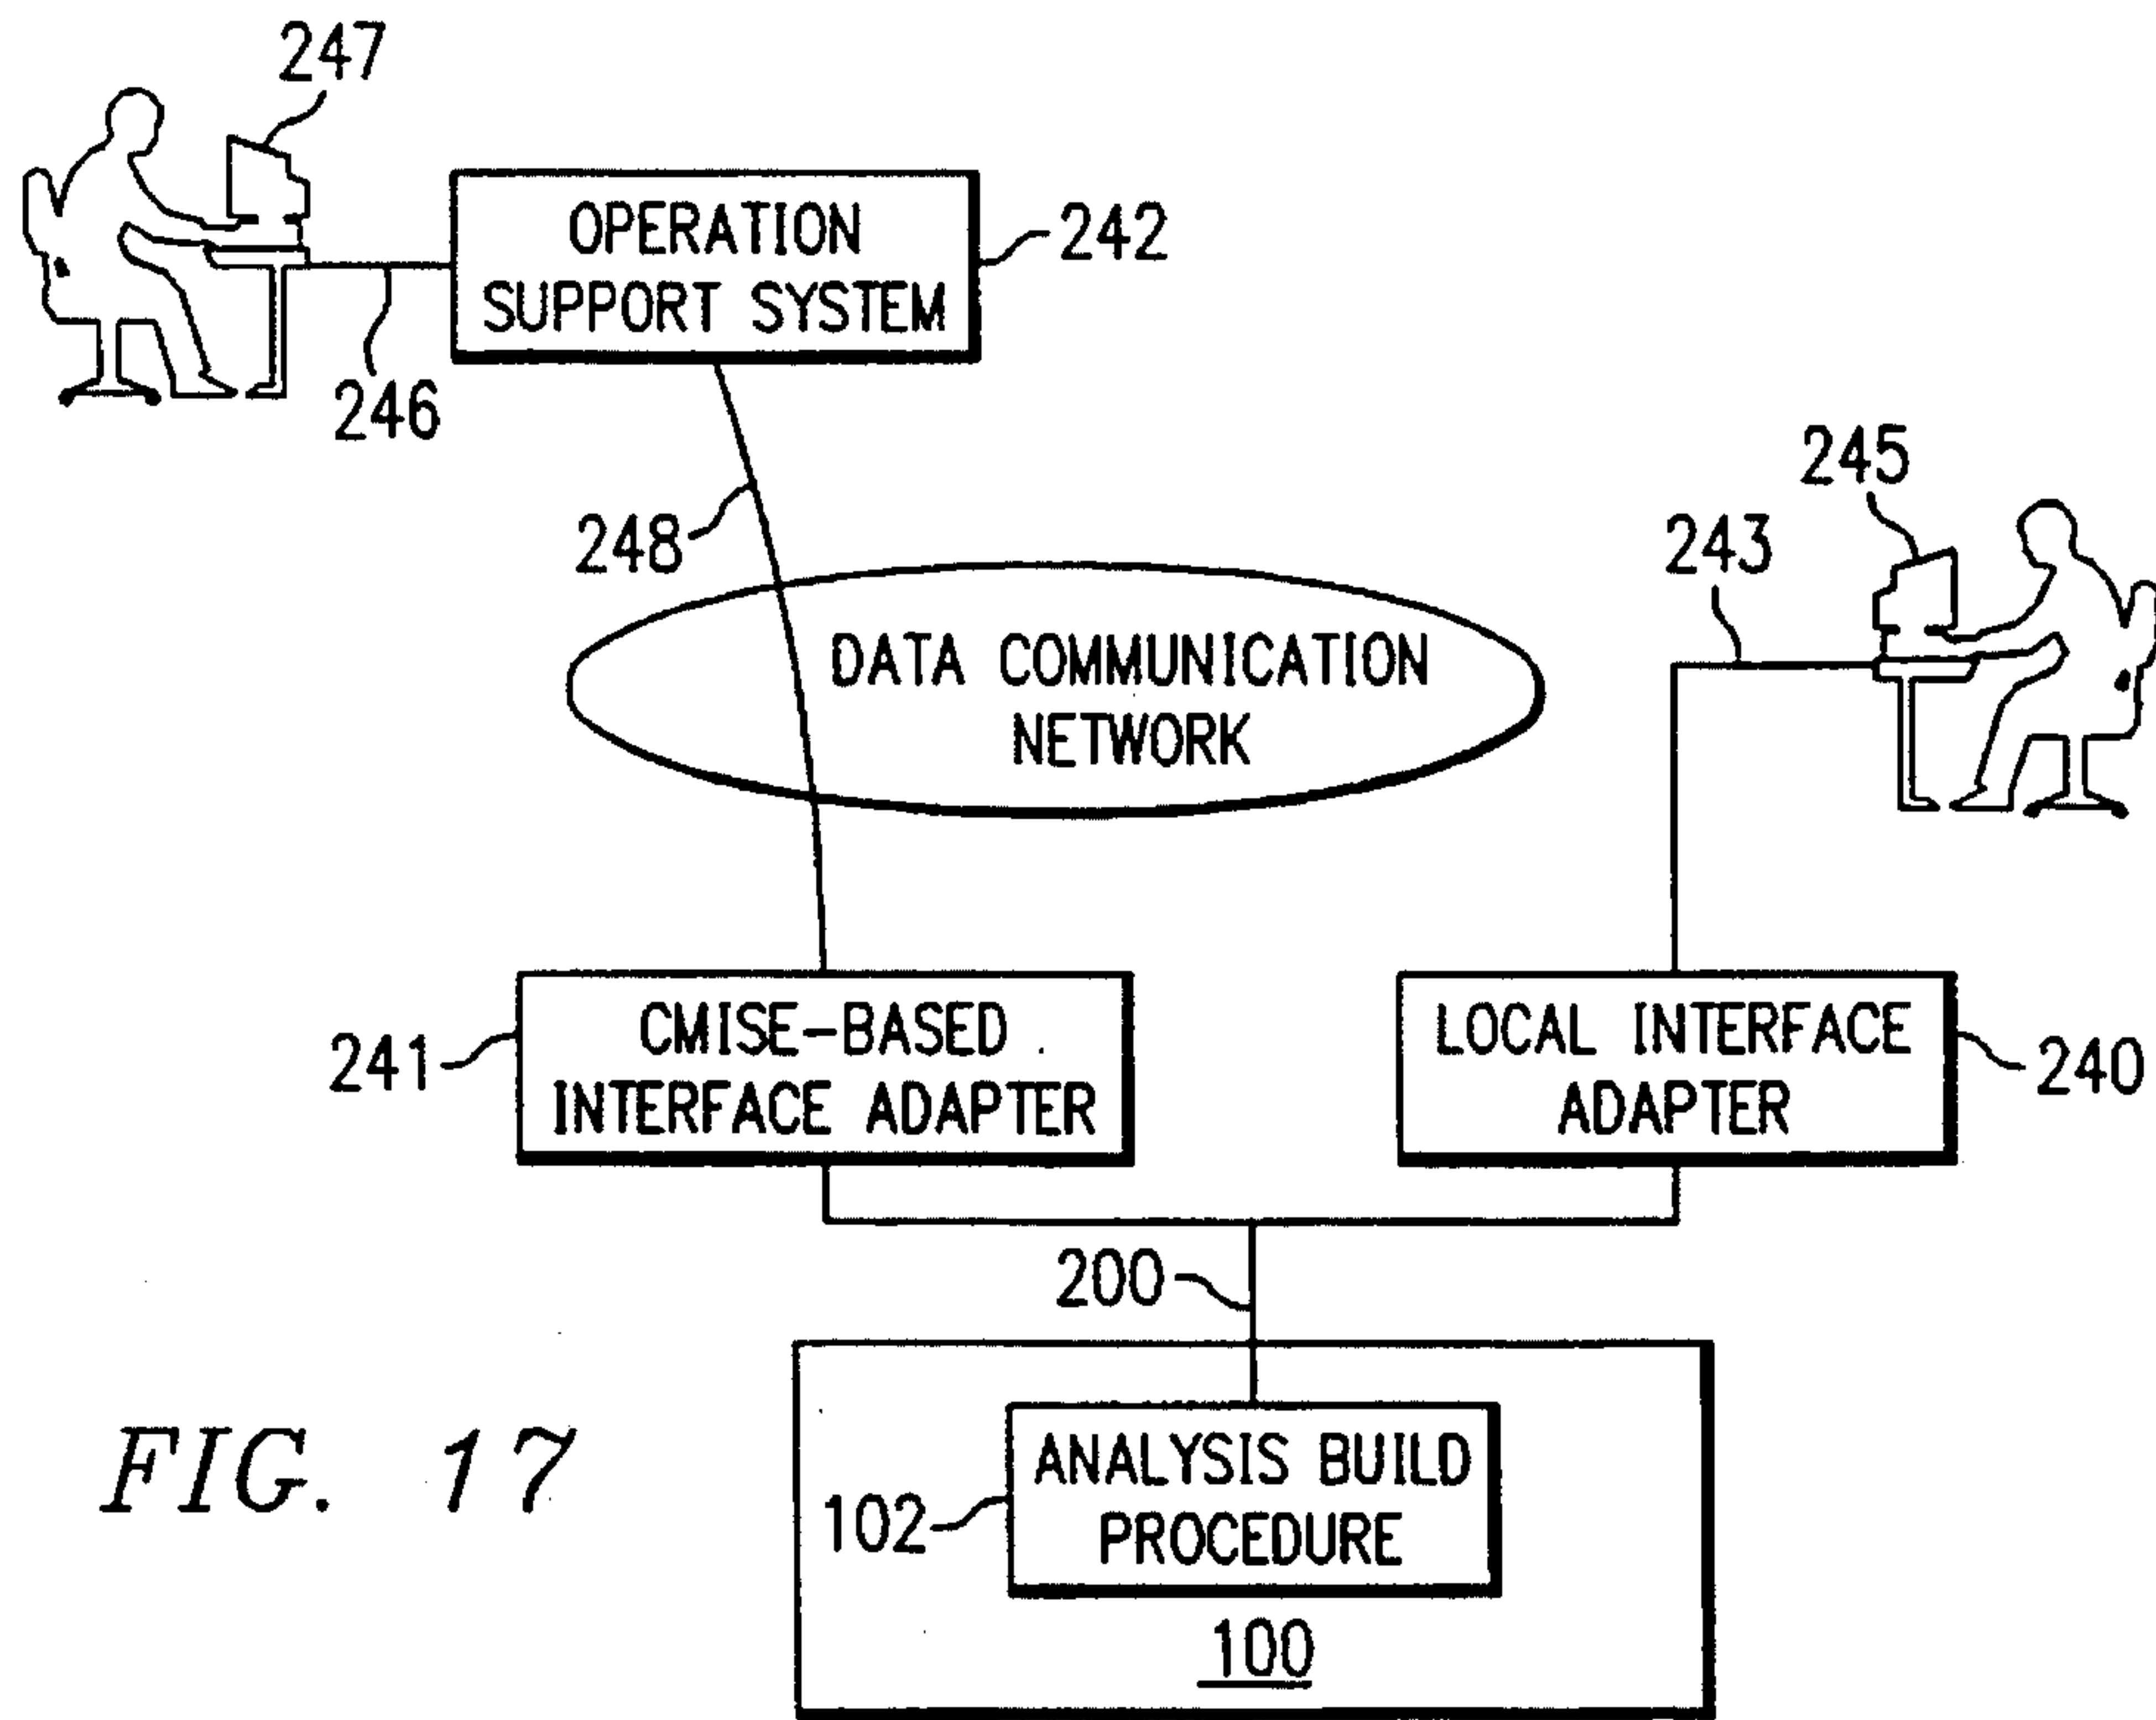 247
OPERATION
SUPPORT SYSTEM
242
246
248
245
243
DATA COMMUNICATION
NETWORK
241
CMISE-BASED
INTERFACE ADAPTER
LOCAL INTERFACE
ADAPTER
240
200
ANALYSIS BUILD
PROCEDURE
102
100
FIG. 17